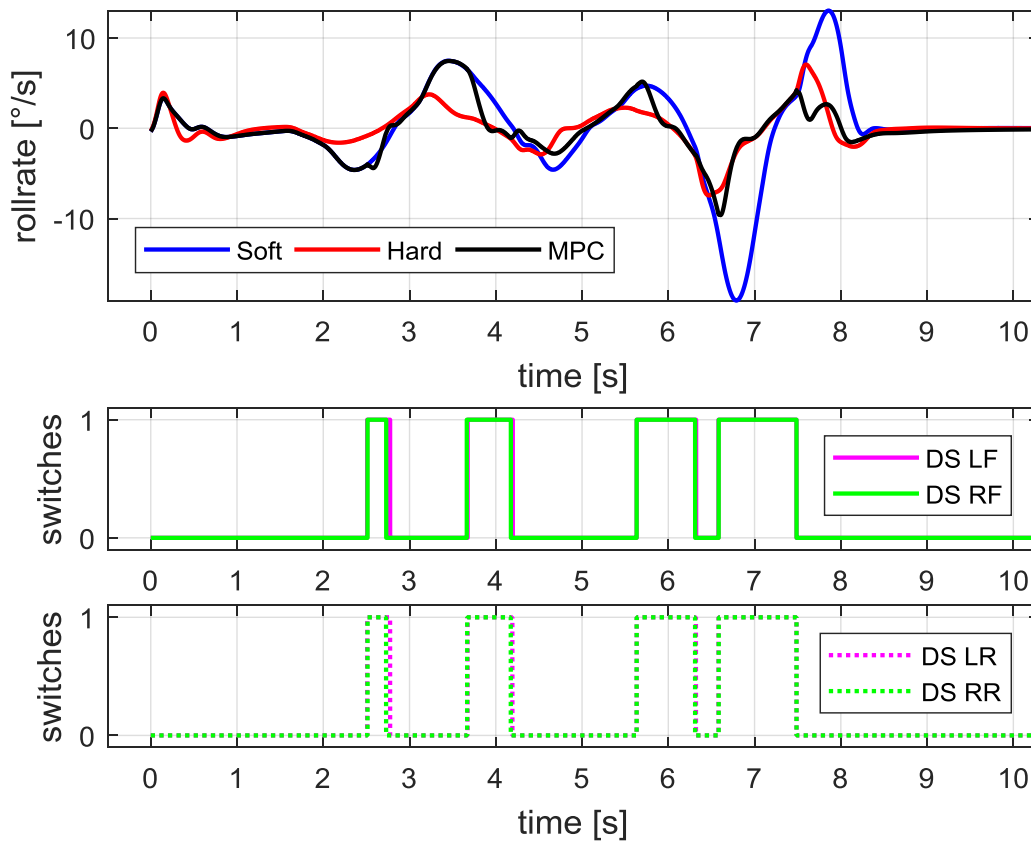 rollrate [°/s]
10
0
-10
Soft Hard MPC
0 1 2 3 4 5 6 7 8 9 10
time [s]
switches
1
0
DS LF
DS RF
0 1 2 3 4 5 6 7 8 9 10
switches
1
0
DS LR
DS RR
0 1 2 3 4 5 6 7 8 9 10
time [s]